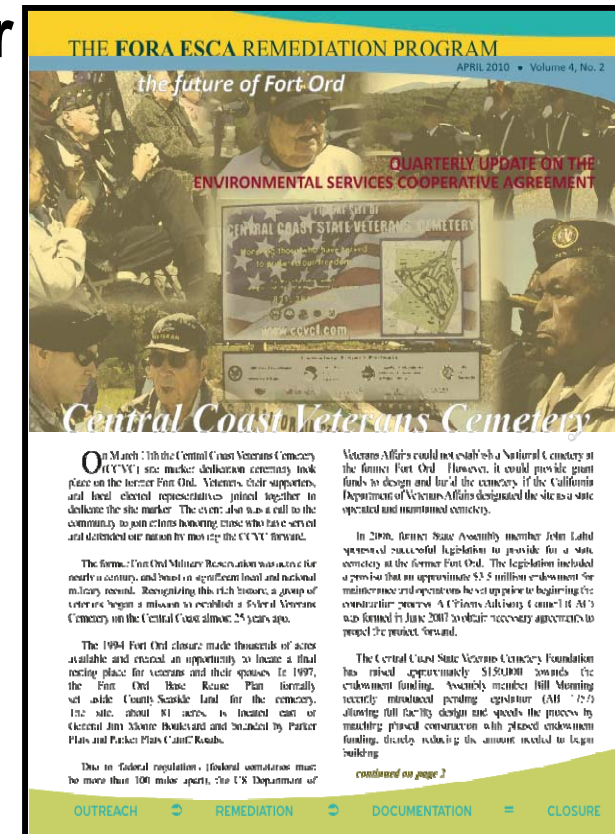 r
THE FORA ESCA REMEDIATION PROGRAM
APRIL 2010 • Volume 4, No. 2
the future of Fort Ord
QUARTERLY UPDATE ON THE
ENVIRONMENTAL SERVICES COOPERATIVE AGREEMENT
CENTRAL COAST STATE VETERANS CEMETERY
Honoring those who have served
to our freedom
www.ccvcf.com
Central Coast Veterans Cemetery
On March 11th the Central Coast Veterans Cemetery
(CCVC) site marker dedication ceremony took
place on the former Fort Ord. Veterans, their supporters,
and local elected representatives joined together to
dedicate the site marker. The event also was a call to the
community to join efforts honoring those who have served
and defended our nation by moving the CCVC forward.
The former Fort Ord Military Reservation was active for
nearly a century, and boasts a significant local and national
military record. Recognizing this rich history, a group of
veterans began a mission to establish a Federal Veterans
Cemetery on the Central Coast almost 25 years ago.
The 1994 Fort Ord closure made thousands of acres
available and created an opportunity to locate a final
resting place for veterans and their spouses. In 1997,
the Fort Ord Base Reuse Plan formally
set aside County/Seaside land for the cemetery.
The site, about 81 acres, is located east of
General Jim Moore Boulevard and bounded by Parker
Flats and Parker Flats Cutoff Roads.
Due to federal regulations (federal cemeteries must
be more than 100 miles apart), the US Department of
Veterans Affairs could not establish a National Cemetery at
the former Fort Ord. However, it could provide grant
funds to design and build the cemetery if the California
Department of Veterans Affairs designated the site as a state
operated and maintained cemetery.
In 2006, former State Assembly member John Laird
sponsored successful legislation to provide for a state
cemetery at the former Fort Ord. The legislation included
a proviso that an approximate $3.5 million endowment for
maintenance and operations be set up prior to beginning the
construction process. A Citizens Advisory Council (CAC)
was formed in June 2007 to obtain necessary agreements to
propel the project forward.
The Central Coast State Veterans Cemetery Foundation
has raised approximately $150,000 towards the
endowment funding. Assembly member Bill Monning
recently introduced pending legislation (AB 1757)
allowing full facility design and speeds the process by
matching phased construction with phased endowment
funding, thereby reducing the amount needed to begin
building.
continued on page 2
OUTREACH ➲ REMEDIATION ➲ DOCUMENTATION = CLOSURE